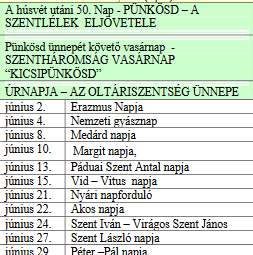 A húsvét utáni 50. Nap - PÜNKÖSD – A
SZENTLÉLEK ELJÖVETELE
Pünkösd ünnepét követő vasárnap -
SZENTHÁROMSÁG VASÁRNAP
“KICSIPÜNKÖSD”
ÚRNAPJA – AZ OLTÁRISZENTSÉG ÜNNEPE
június 2. Erazmus Napja
június 4. Nemzeti gyásznap
június 8. Medárd napja
június 10. Margit napja,
június 13. Páduai Szent Antal napja
június 15. Vid – Vitus napja
június 21. Nyári napforduló
június 22. Ákos napja
június 24. Szent Iván – Virágos Szent János
június 27. Szent László napja
június 29. Péter –Pál napja